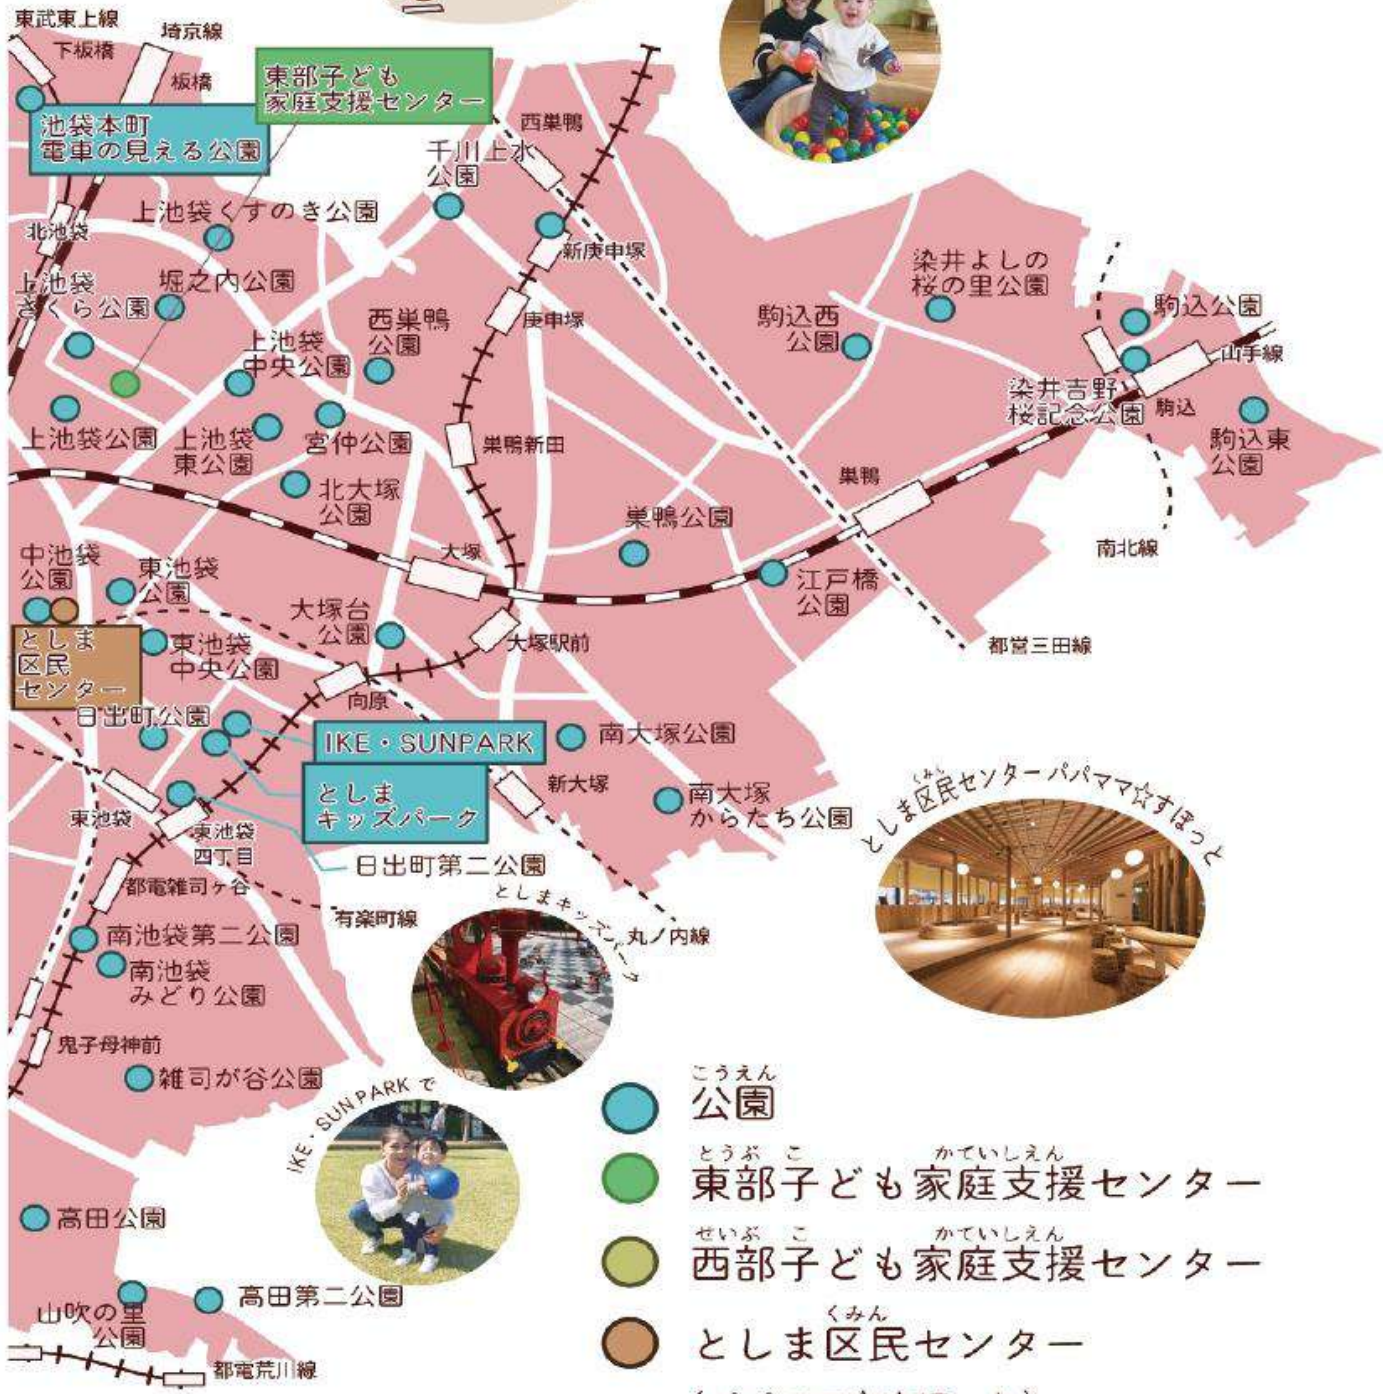 東武東上線
埼京線
下板橋
板橋
東部子ども
家庭支援センター
池袋本町
電車の見える公園
西巣鴨
千川上水
公園
上池袋くすのき公園
北池袋
新庚申塚
堀之内公園
上池袋
さくら公園
染井よしの
桜の里公園
駒込公園
駒込西
公園
西巣鴨
公園
庚申塚
上池袋
中央公園
山手線
染井吉野
桜記念公園
駒込
駒込東
公園
上池袋公園
上池袋
東公園
宮仲公園
巣鴨新田
巣鴨
北大塚
公園
巣鴨公園
南北線
中池袋
公園
東池袋
公園
大塚
江戸橋
公園
大塚台
公園
としま
区民
センター
東池袋
中央公園
大塚駅前
都営三田線
向原
日出町公園
IKE・SUNPARK
南大塚公園
としま
キッズパーク
新大塚
南大塚
からたち公園
としま区民センター パパママ☆すぽっと
くみん
東池袋
東池袋
四丁目
日出町第二公園
都電雑司ヶ谷
としまキッズパーク
有楽町線
丸ノ内線
南池袋第二公園
南池袋
みどり公園
鬼子母神前
雑司が谷公園
IKE・SUN PARK で
高田公園
高田第二公園
山吹の里
公園
都電荒川線
こうえん
公園
とうぶ こ かていしえん
東部子ども家庭支援センター
せいぶ こ かていしえん
西部子ども家庭支援センター
くみん
としま区民センター